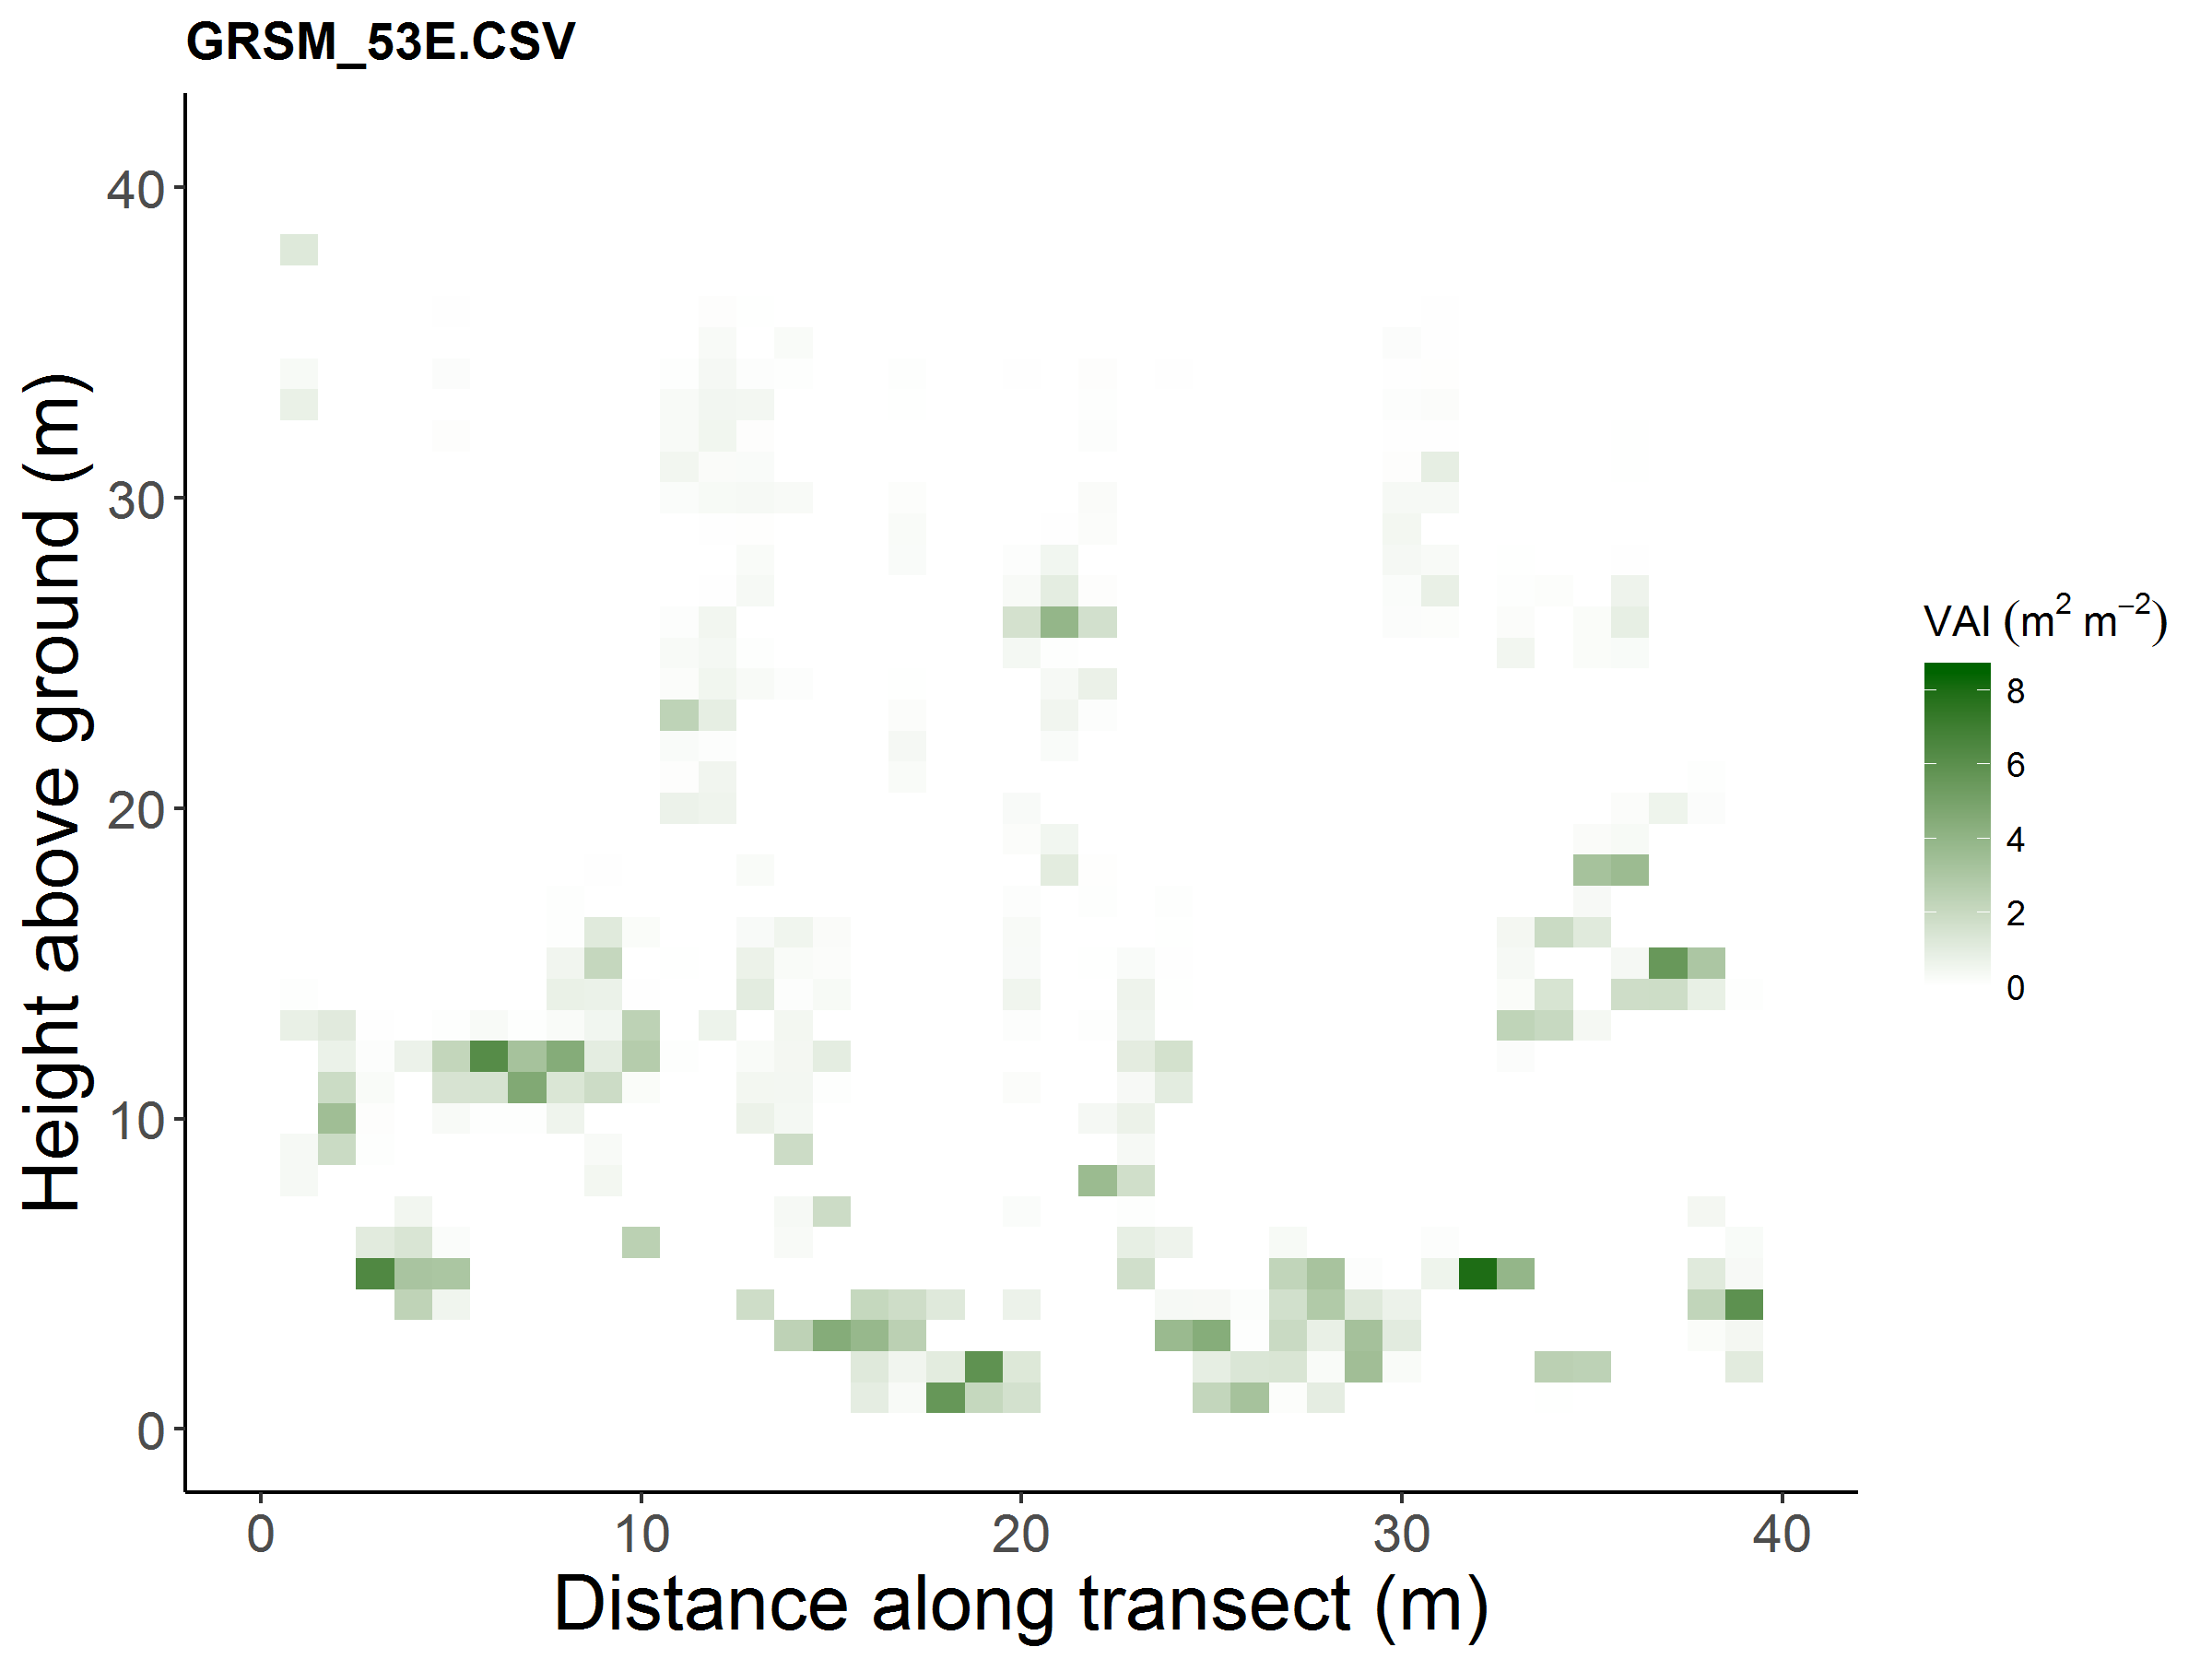 GRSM_53E.CSV
Height above ground (m)
40
30
20
10
0
0 10 20 30 40
Distance along transect (m)
VAI (m² m⁻²)
8
6
4
2
0